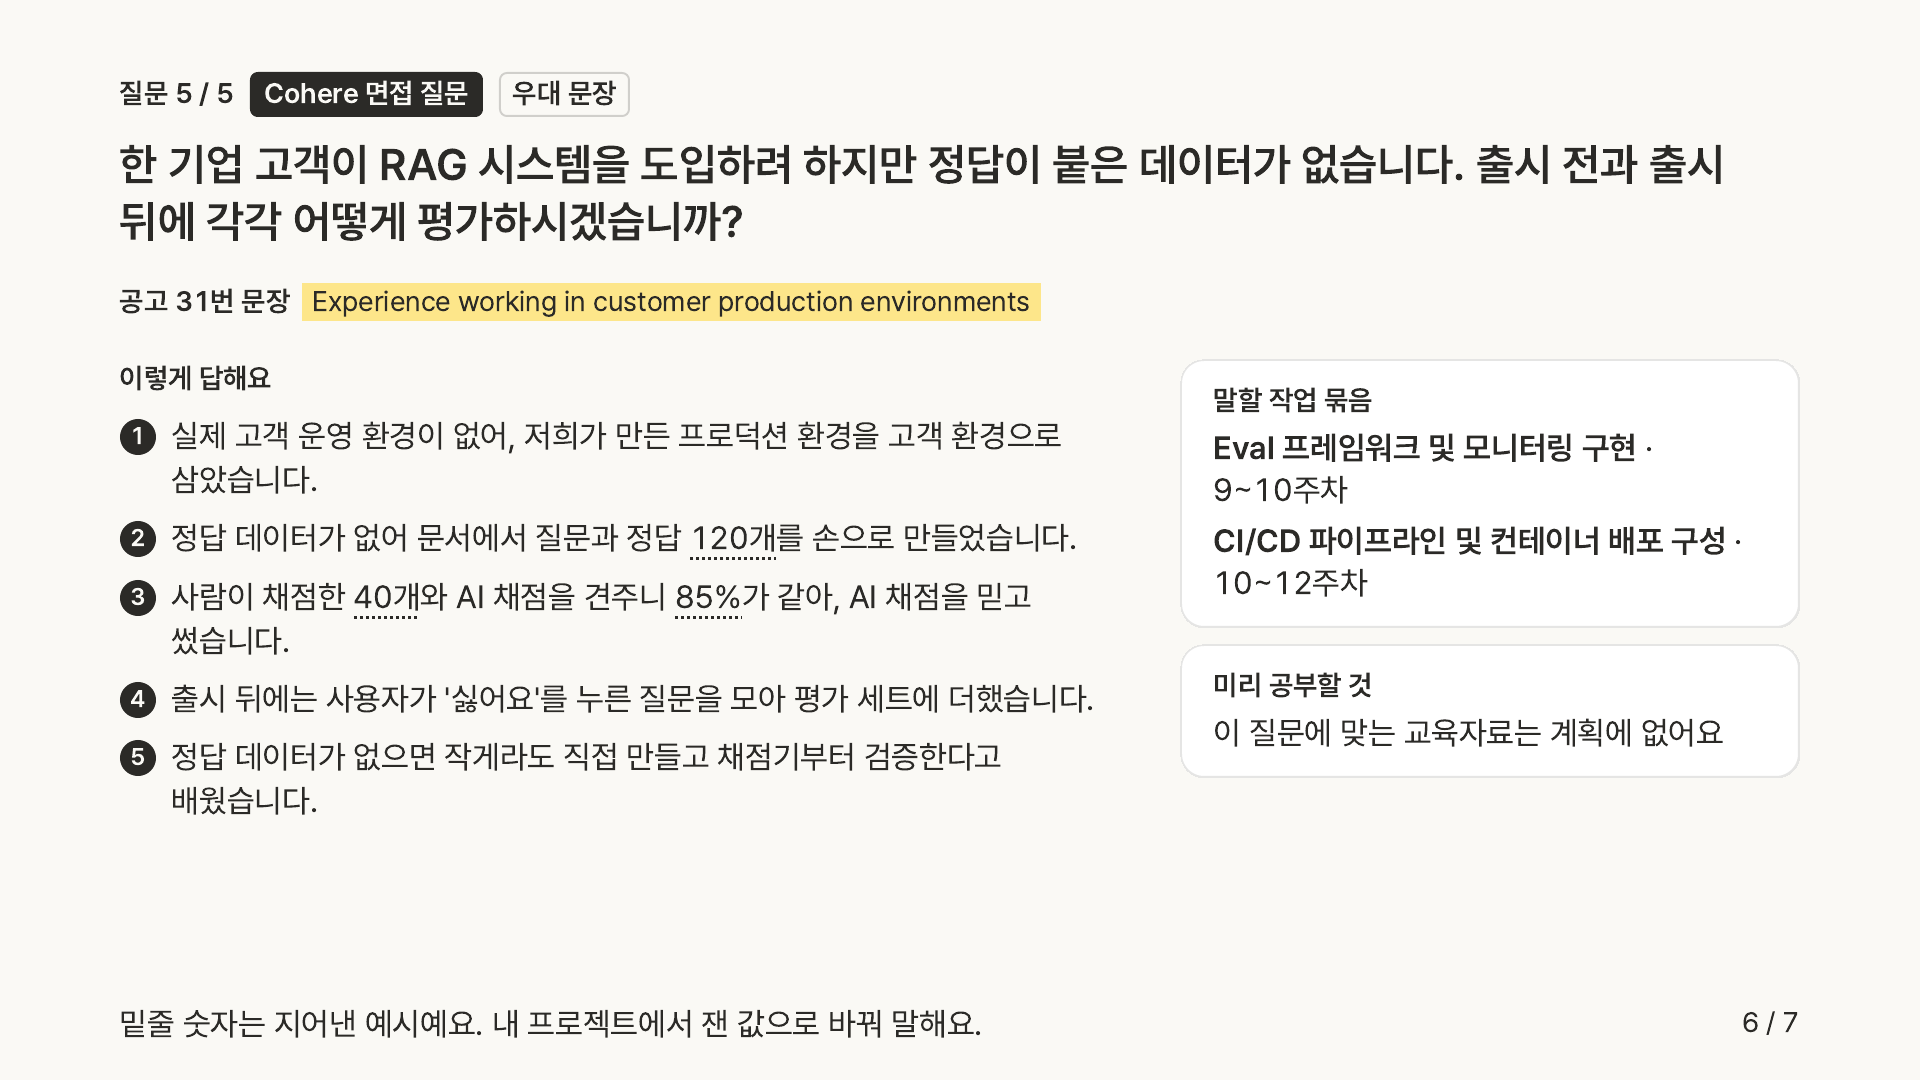 질문 5 / 5 Cohere 면접 질문 우대 문장
한 기업 고객이 RAG 시스템을 도입하려 하지만 정답이 붙은 데이터가 없습니다. 출시 전과 출시
뒤에 각각 어떻게 평가하시겠습니까?
공고 31번 문장 Experience working in customer production environments
이렇게 답해요
1 실제 고객 운영 환경이 없어, 저희가 만든 프로덕션 환경을 고객 환경으로
삼았습니다.
2 정답 데이터가 없어 문서에서 질문과 정답 120개를 손으로 만들었습니다.
3 사람이 채점한 40개와 AI 채점을 견주니 85%가 같아, AI 채점을 믿고
썼습니다.
4 출시 뒤에는 사용자가 '싫어요'를 누른 질문을 모아 평가 세트에 더했습니다.
5 정답 데이터가 없으면 작게라도 직접 만들고 채점기부터 검증한다고
배웠습니다.
말할 작업 묶음
Eval 프레임워크 및 모니터링 구현 ·
9~10주차
CI/CD 파이프라인 및 컨테이너 배포 구성 ·
10~12주차
미리 공부할 것
이 질문에 맞는 교육자료는 계획에 없어요
밑줄 숫자는 지어낸 예시예요. 내 프로젝트에서 잰 값으로 바꿔 말해요.
6 / 7